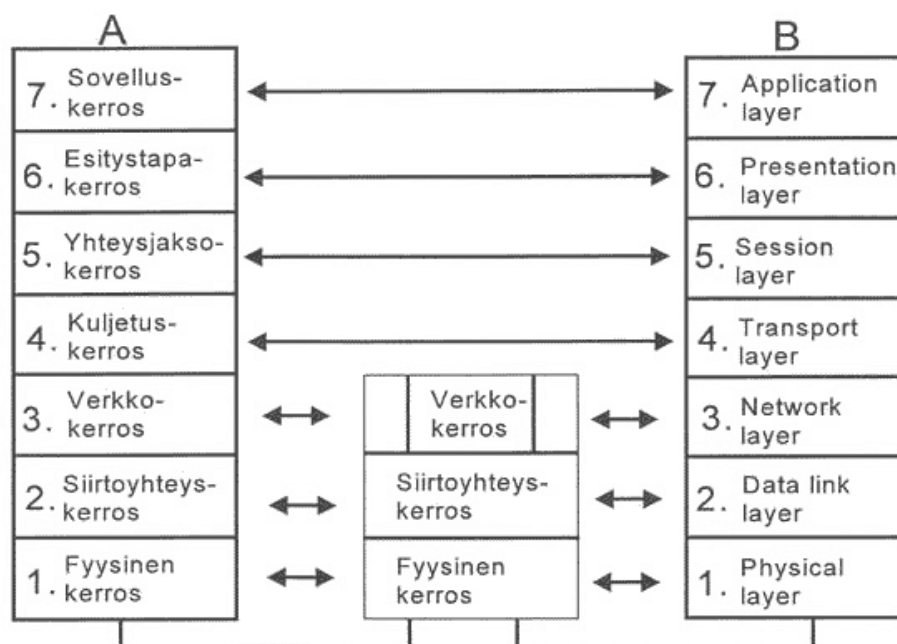 A
7. Sovellus-
kerros
6. Esitystapa-
kerros
5. Yhteysjakso-
kerros
4. Kuljetus-
kerros
3. Verkko-
kerros
2. Siirtoyhteys-
kerros
1. Fyysinen
kerros
Verkko-
kerros
Siirtoyhteys-
kerros
Fyysinen
kerros
B
7. Application
layer
6. Presentation
layer
5. Session
layer
4. Transport
layer
3. Network
layer
2. Data link
layer
1. Physical
layer